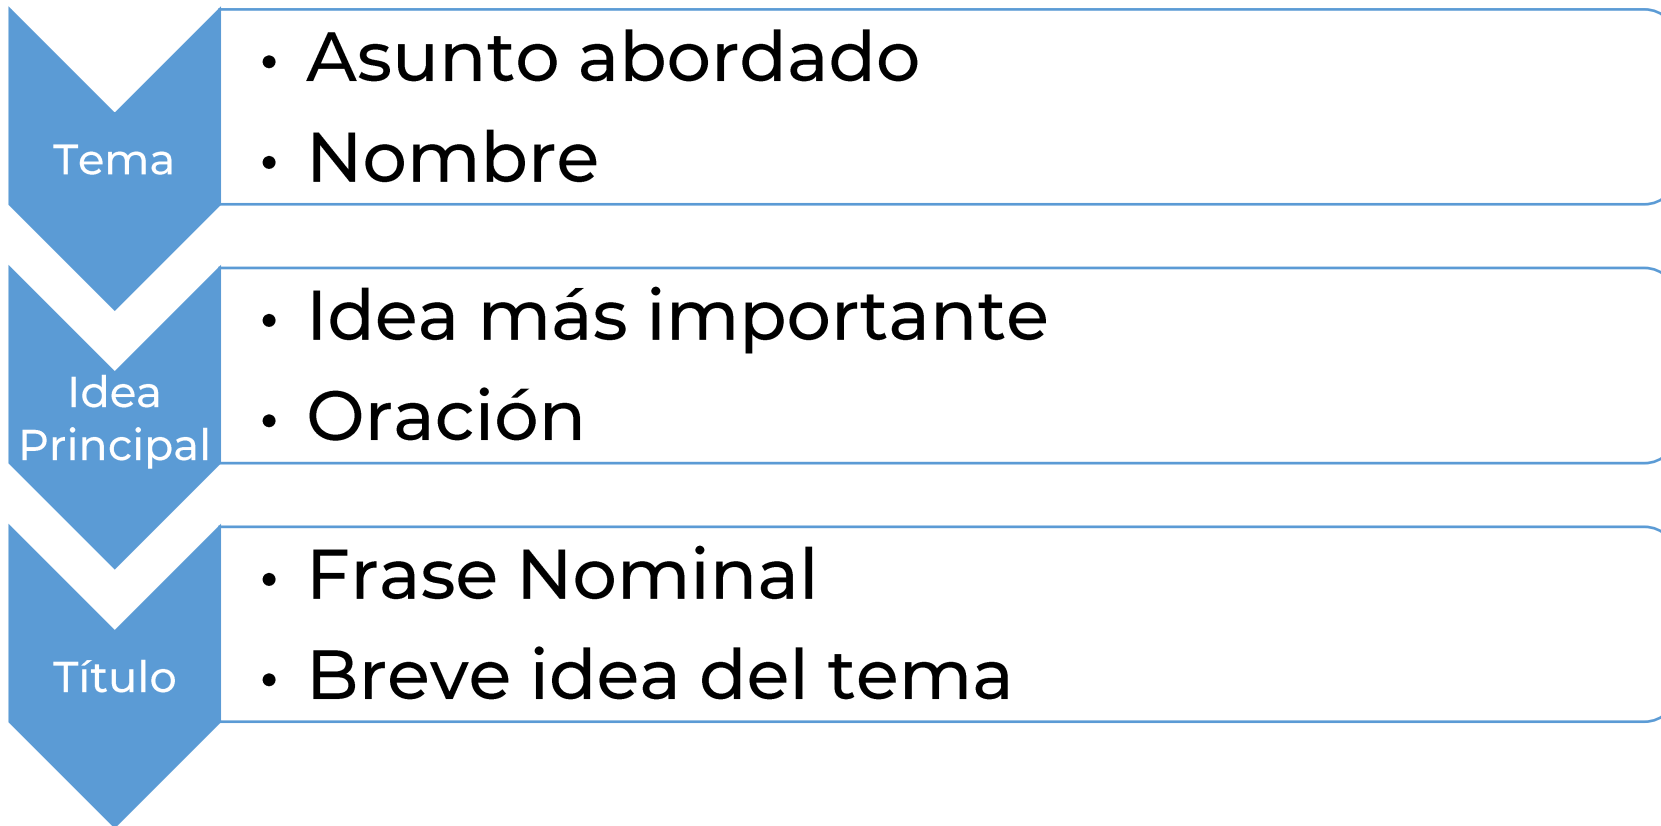 Tema
• Asunto abordado
• Nombre
Idea
Principal
• Idea más importante
• Oración
Título
• Frase Nominal
• Breve idea del tema